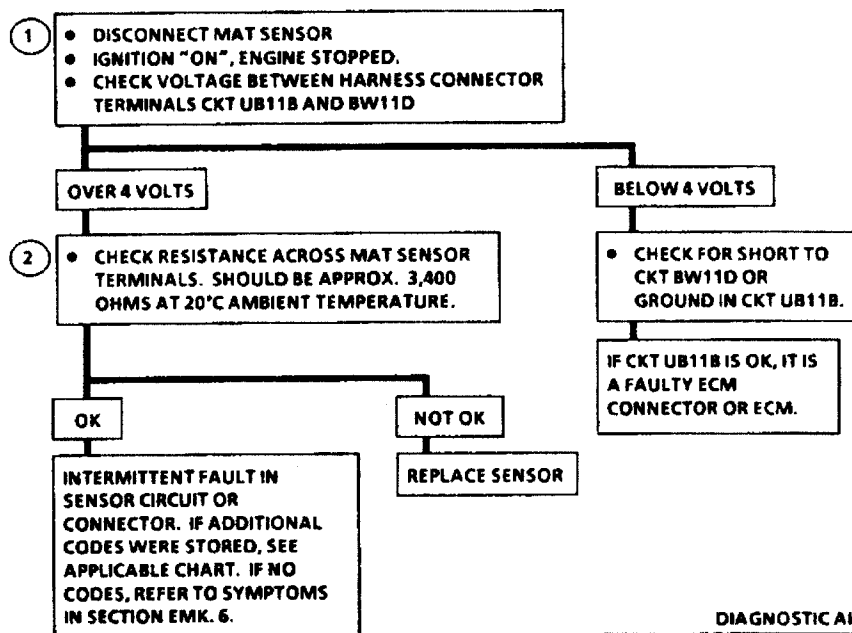 1
● DISCONNECT MAT SENSOR
● IGNITION "ON", ENGINE STOPPED.
● CHECK VOLTAGE BETWEEN HARNESS CONNECTOR
TERMINALS CKT UB11B AND BW11D
OVER 4 VOLTS
BELOW 4 VOLTS
2
● CHECK RESISTANCE ACROSS MAT SENSOR
TERMINALS. SHOULD BE APPROX. 3,400
OHMS AT 20°C AMBIENT TEMPERATURE.
● CHECK FOR SHORT TO
CKT BW11D OR
GROUND IN CKT UB11B.
IF CKT UB11B IS OK, IT IS
A FAULTY ECM
CONNECTOR OR ECM.
OK
NOT OK
INTERMITTENT FAULT IN
SENSOR CIRCUIT OR
CONNECTOR. IF ADDITIONAL
CODES WERE STORED, SEE
APPLICABLE CHART. IF NO
CODES, REFER TO SYMPTOMS
IN SECTION EMK. 6.
REPLACE SENSOR
DIAGNOSTIC AI